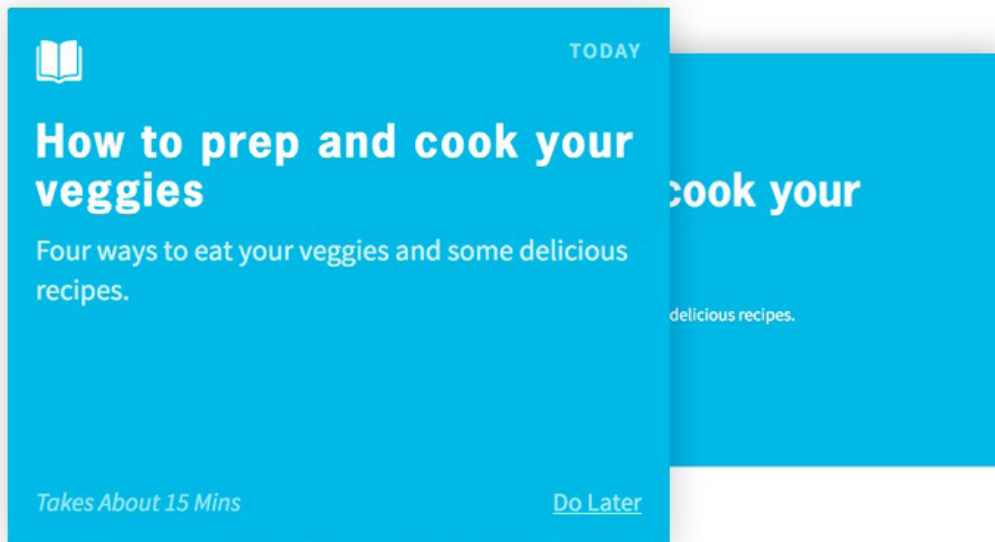 TODAY
How to prep and cook your
veggies
Four ways to eat your veggies and some delicious
recipes.
Takes About 15 Mins
Do Later
cook your
delicious recipes.